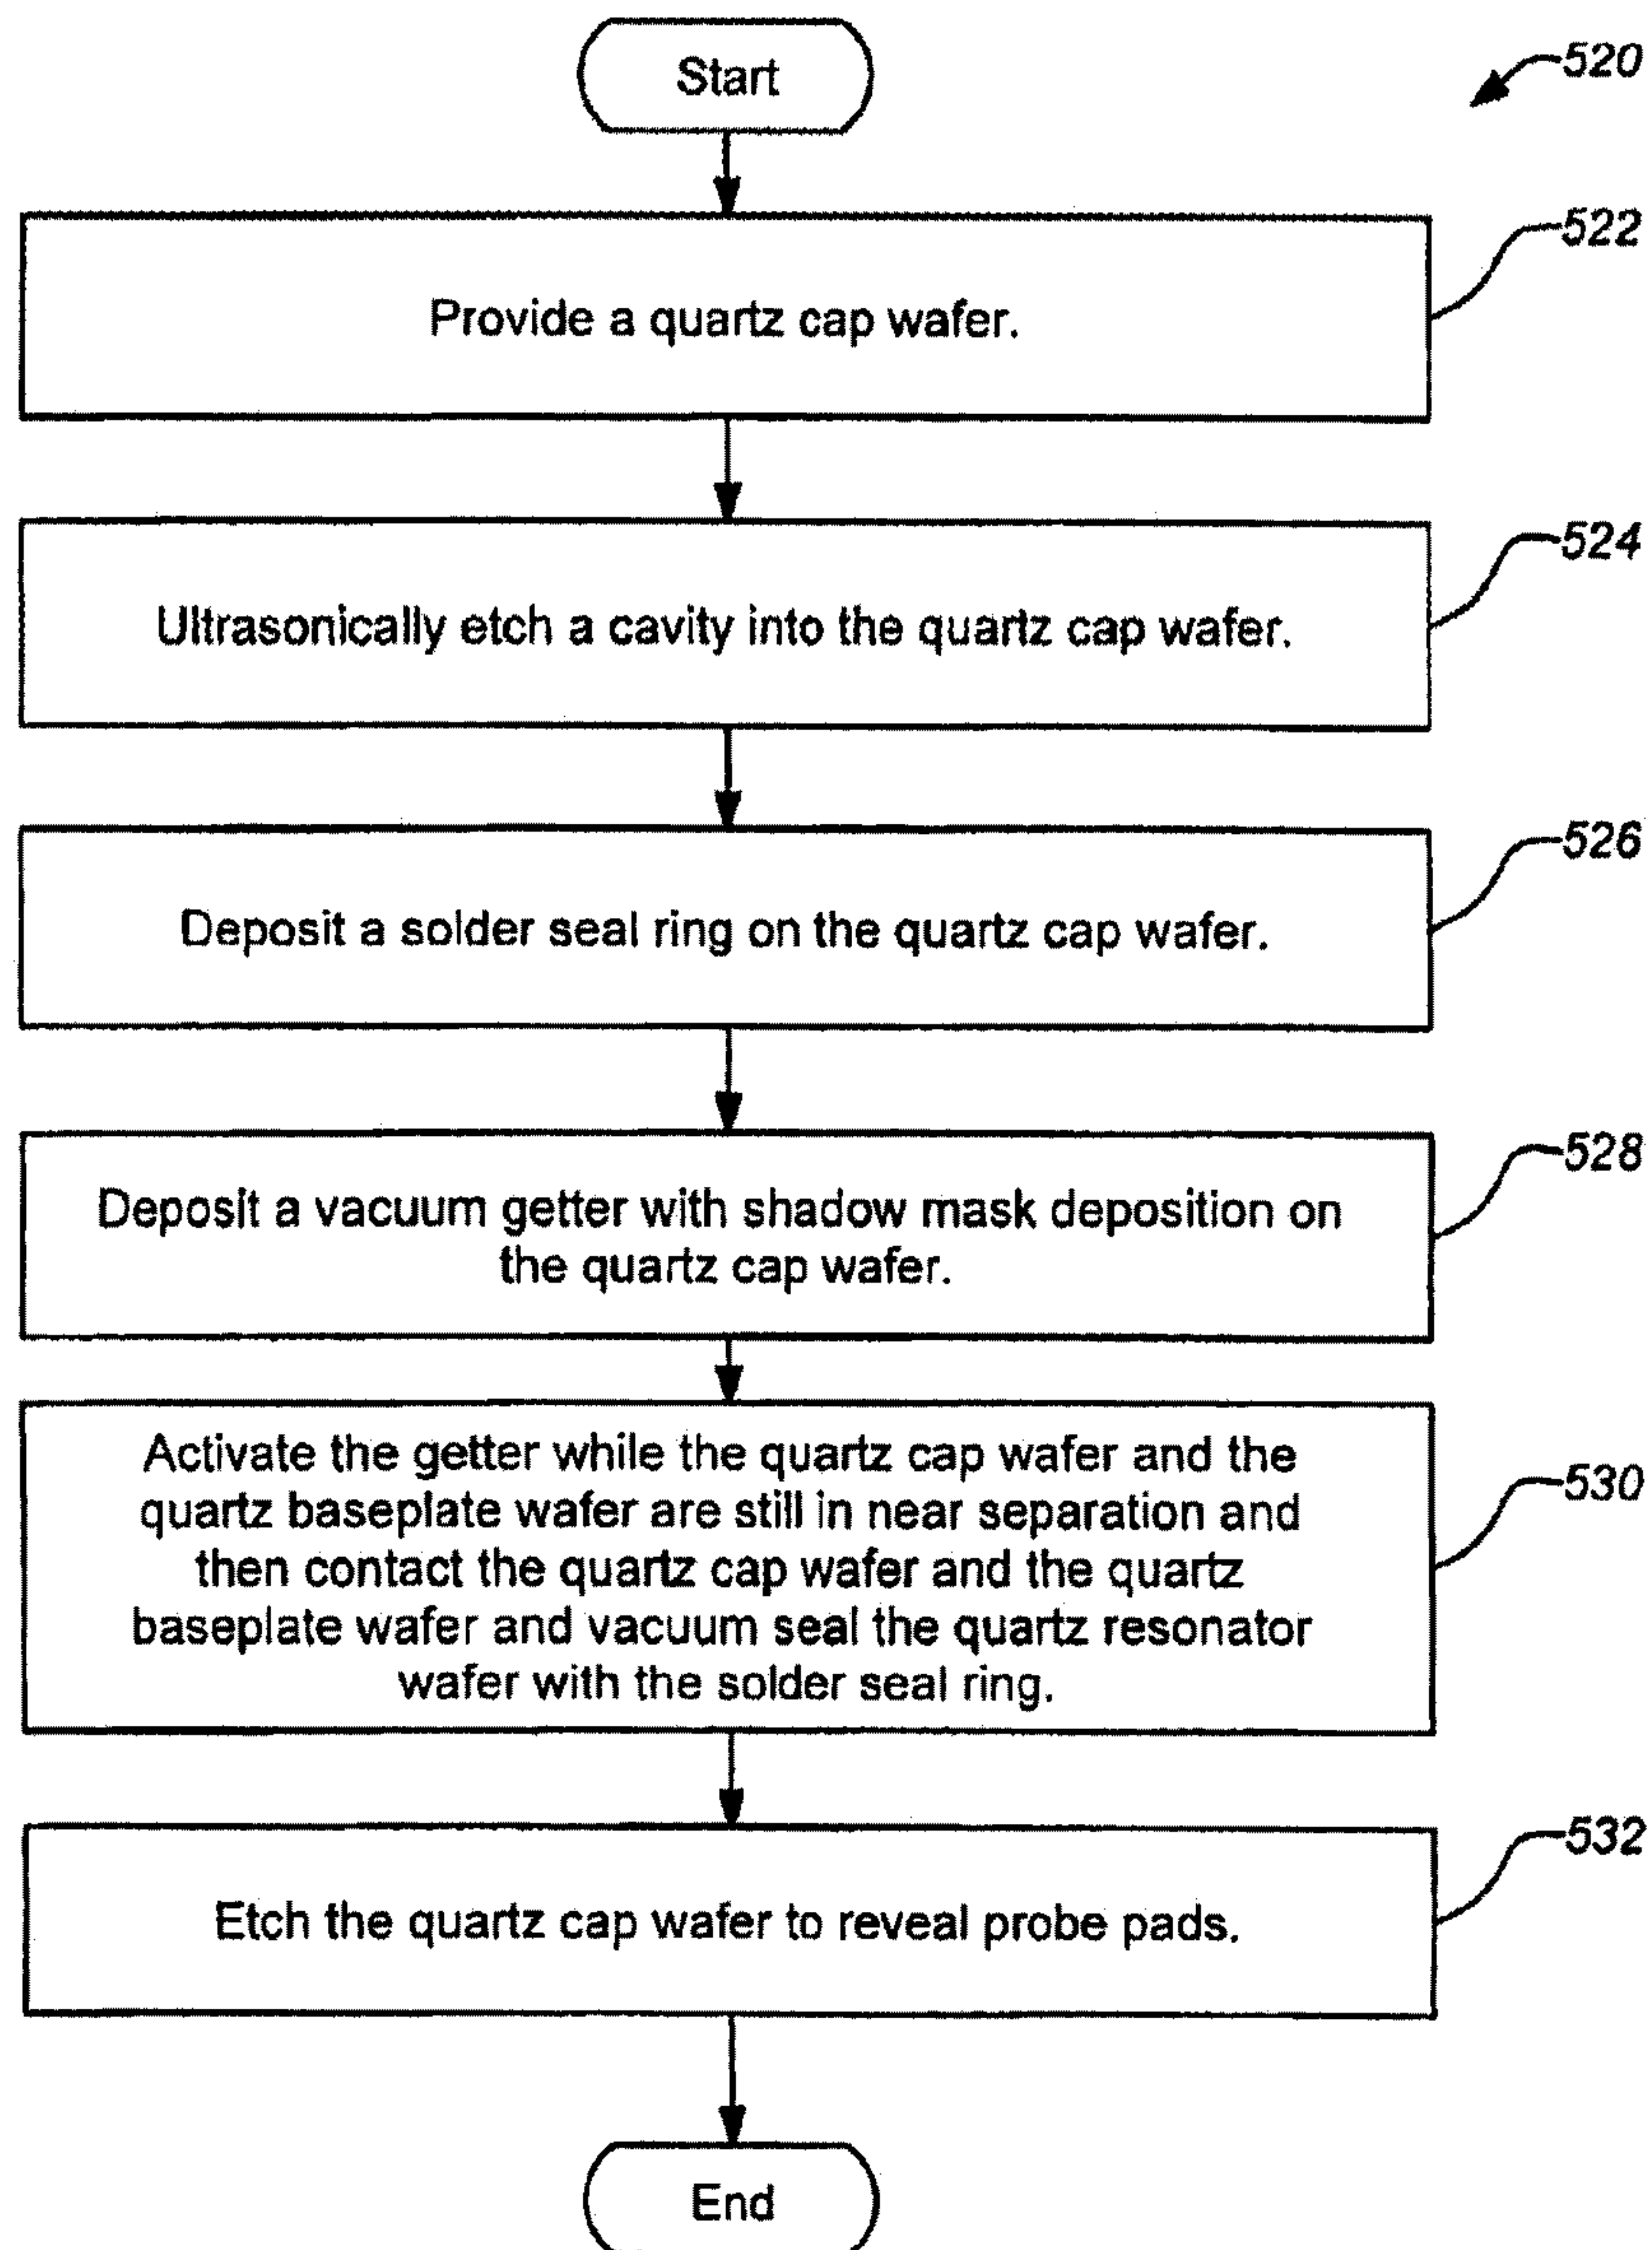 Start
520
522
Provide a quartz cap wafer.
524
Ultrasonically etch a cavity into the quartz cap wafer.
526
Deposit a solder seal ring on the quartz cap wafer.
528
Deposit a vacuum getter with shadow mask deposition on
the quartz cap wafer.
530
Activate the getter while the quartz cap wafer and the
quartz baseplate wafer are still in near separation and
then contact the quartz cap wafer and the quartz
baseplate wafer and vacuum seal the quartz resonator
wafer with the solder seal ring.
532
Etch the quartz cap wafer to reveal probe pads.
End